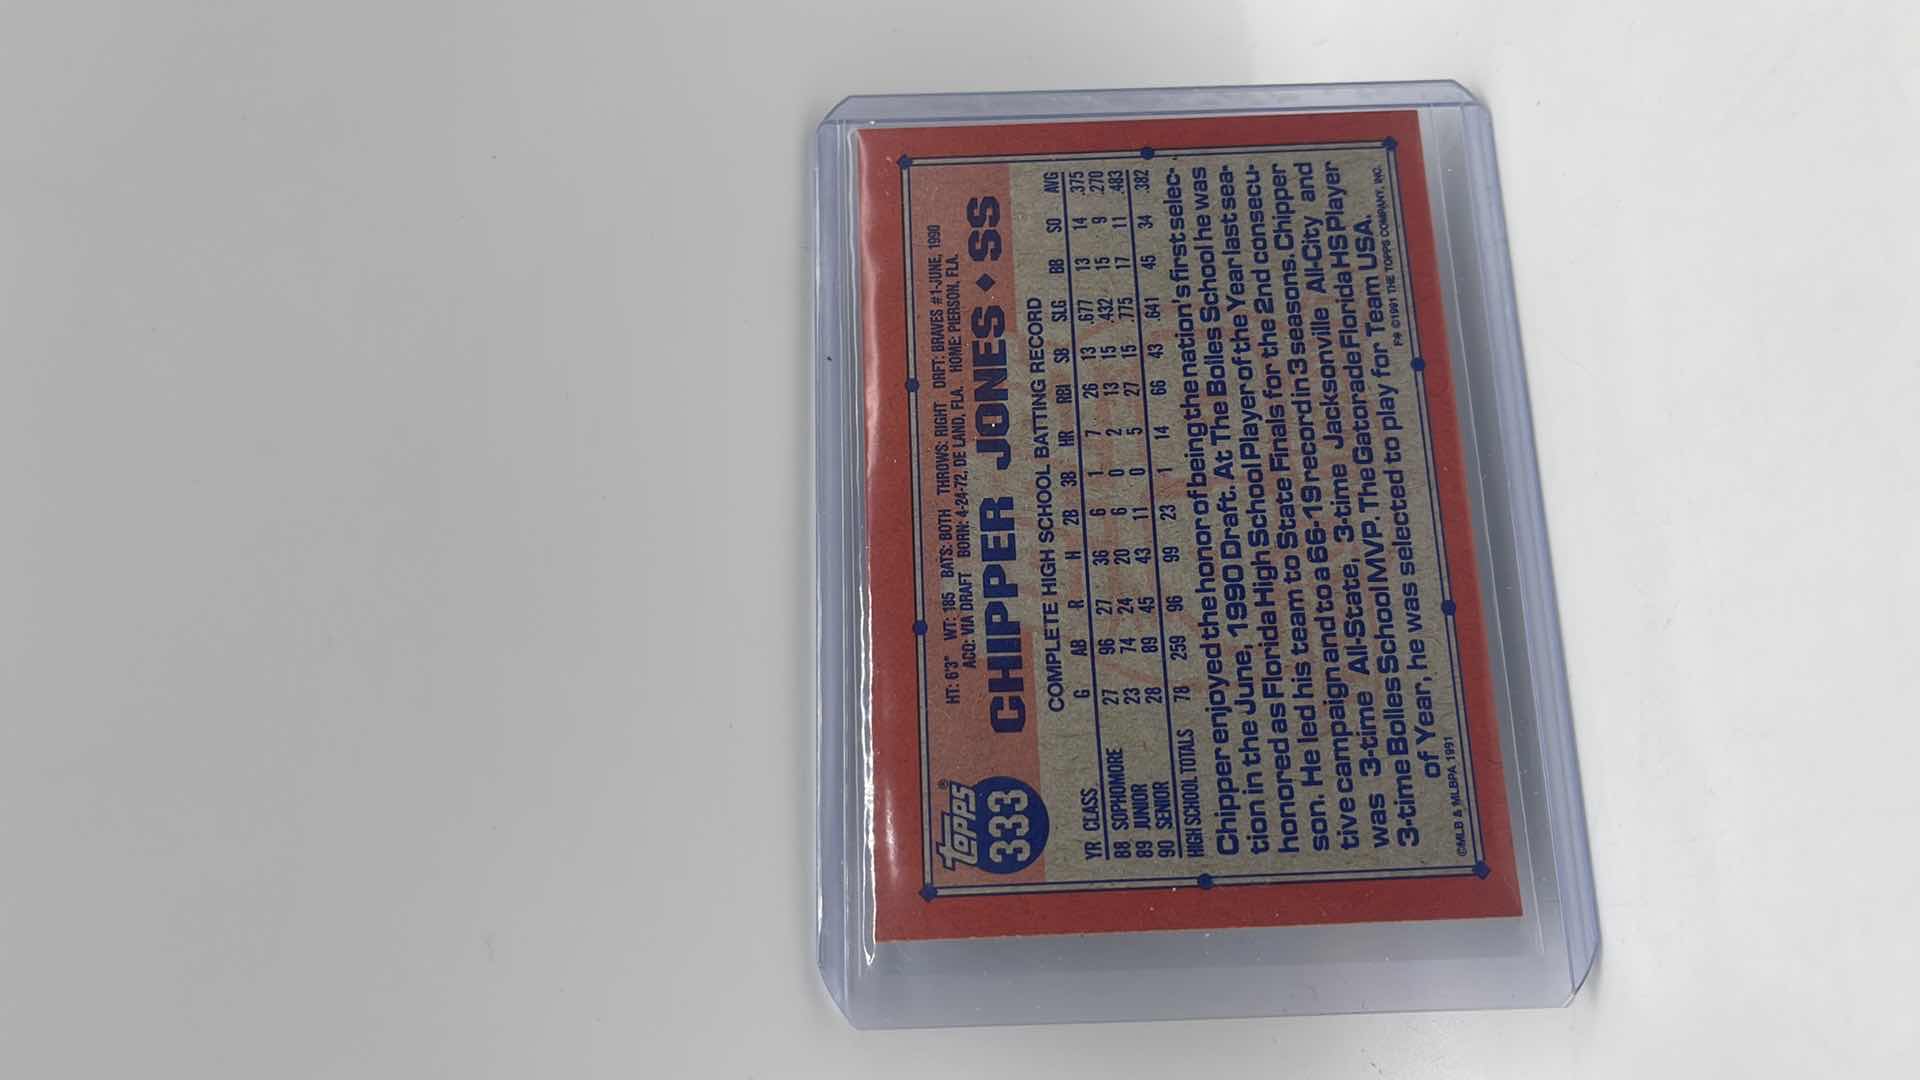 Topps®
333
HT: 6'3" WT: 185 BATS: BOTH THROWS: RIGHT DRFT: BRAVES #1-JUNE, 1990
ACQ: VIA DRAFT BORN: 4-24-72, DE LAND, FLA. HOME: PIERSON, FLA.
CHIPPER JONES ♦ SS
COMPLETE HIGH SCHOOL BATTING RECORD
YR CLASS G AB R H 2B 3B HR RBI SB SLG BB SO AVG
88 SOPHOMORE 27 96 27 36 6 1 7 26 13 .677 13 14 .375
89 JUNIOR 23 74 24 20 6 0 2 13 15 .432 15 9 .270
90 SENIOR 28 89 45 43 11 0 5 27 15 .775 17 11 .483
HIGH SCHOOL TOTALS 78 259 96 99 23 1 14 66 43 .641 45 34 .382
Chipper enjoyed the honor of being the nation's first selec-
tion in the June, 1990 Draft. At The Bolles School he was
honored as Florida High School Player of the Year last sea-
son. He led his team to State Finals for the 2nd consecu-
tive campaign and to a 66-19 record in 3 seasons. Chipper
was 3-time All-State, 3-time Jacksonville All-City and
3-time Bolles School MVP. The Gatorade Florida HS Player
of Year, he was selected to play for Team USA.
©MLB & MLBPA 1991 F# ©1991 THE TOPPS COMPANY, INC.